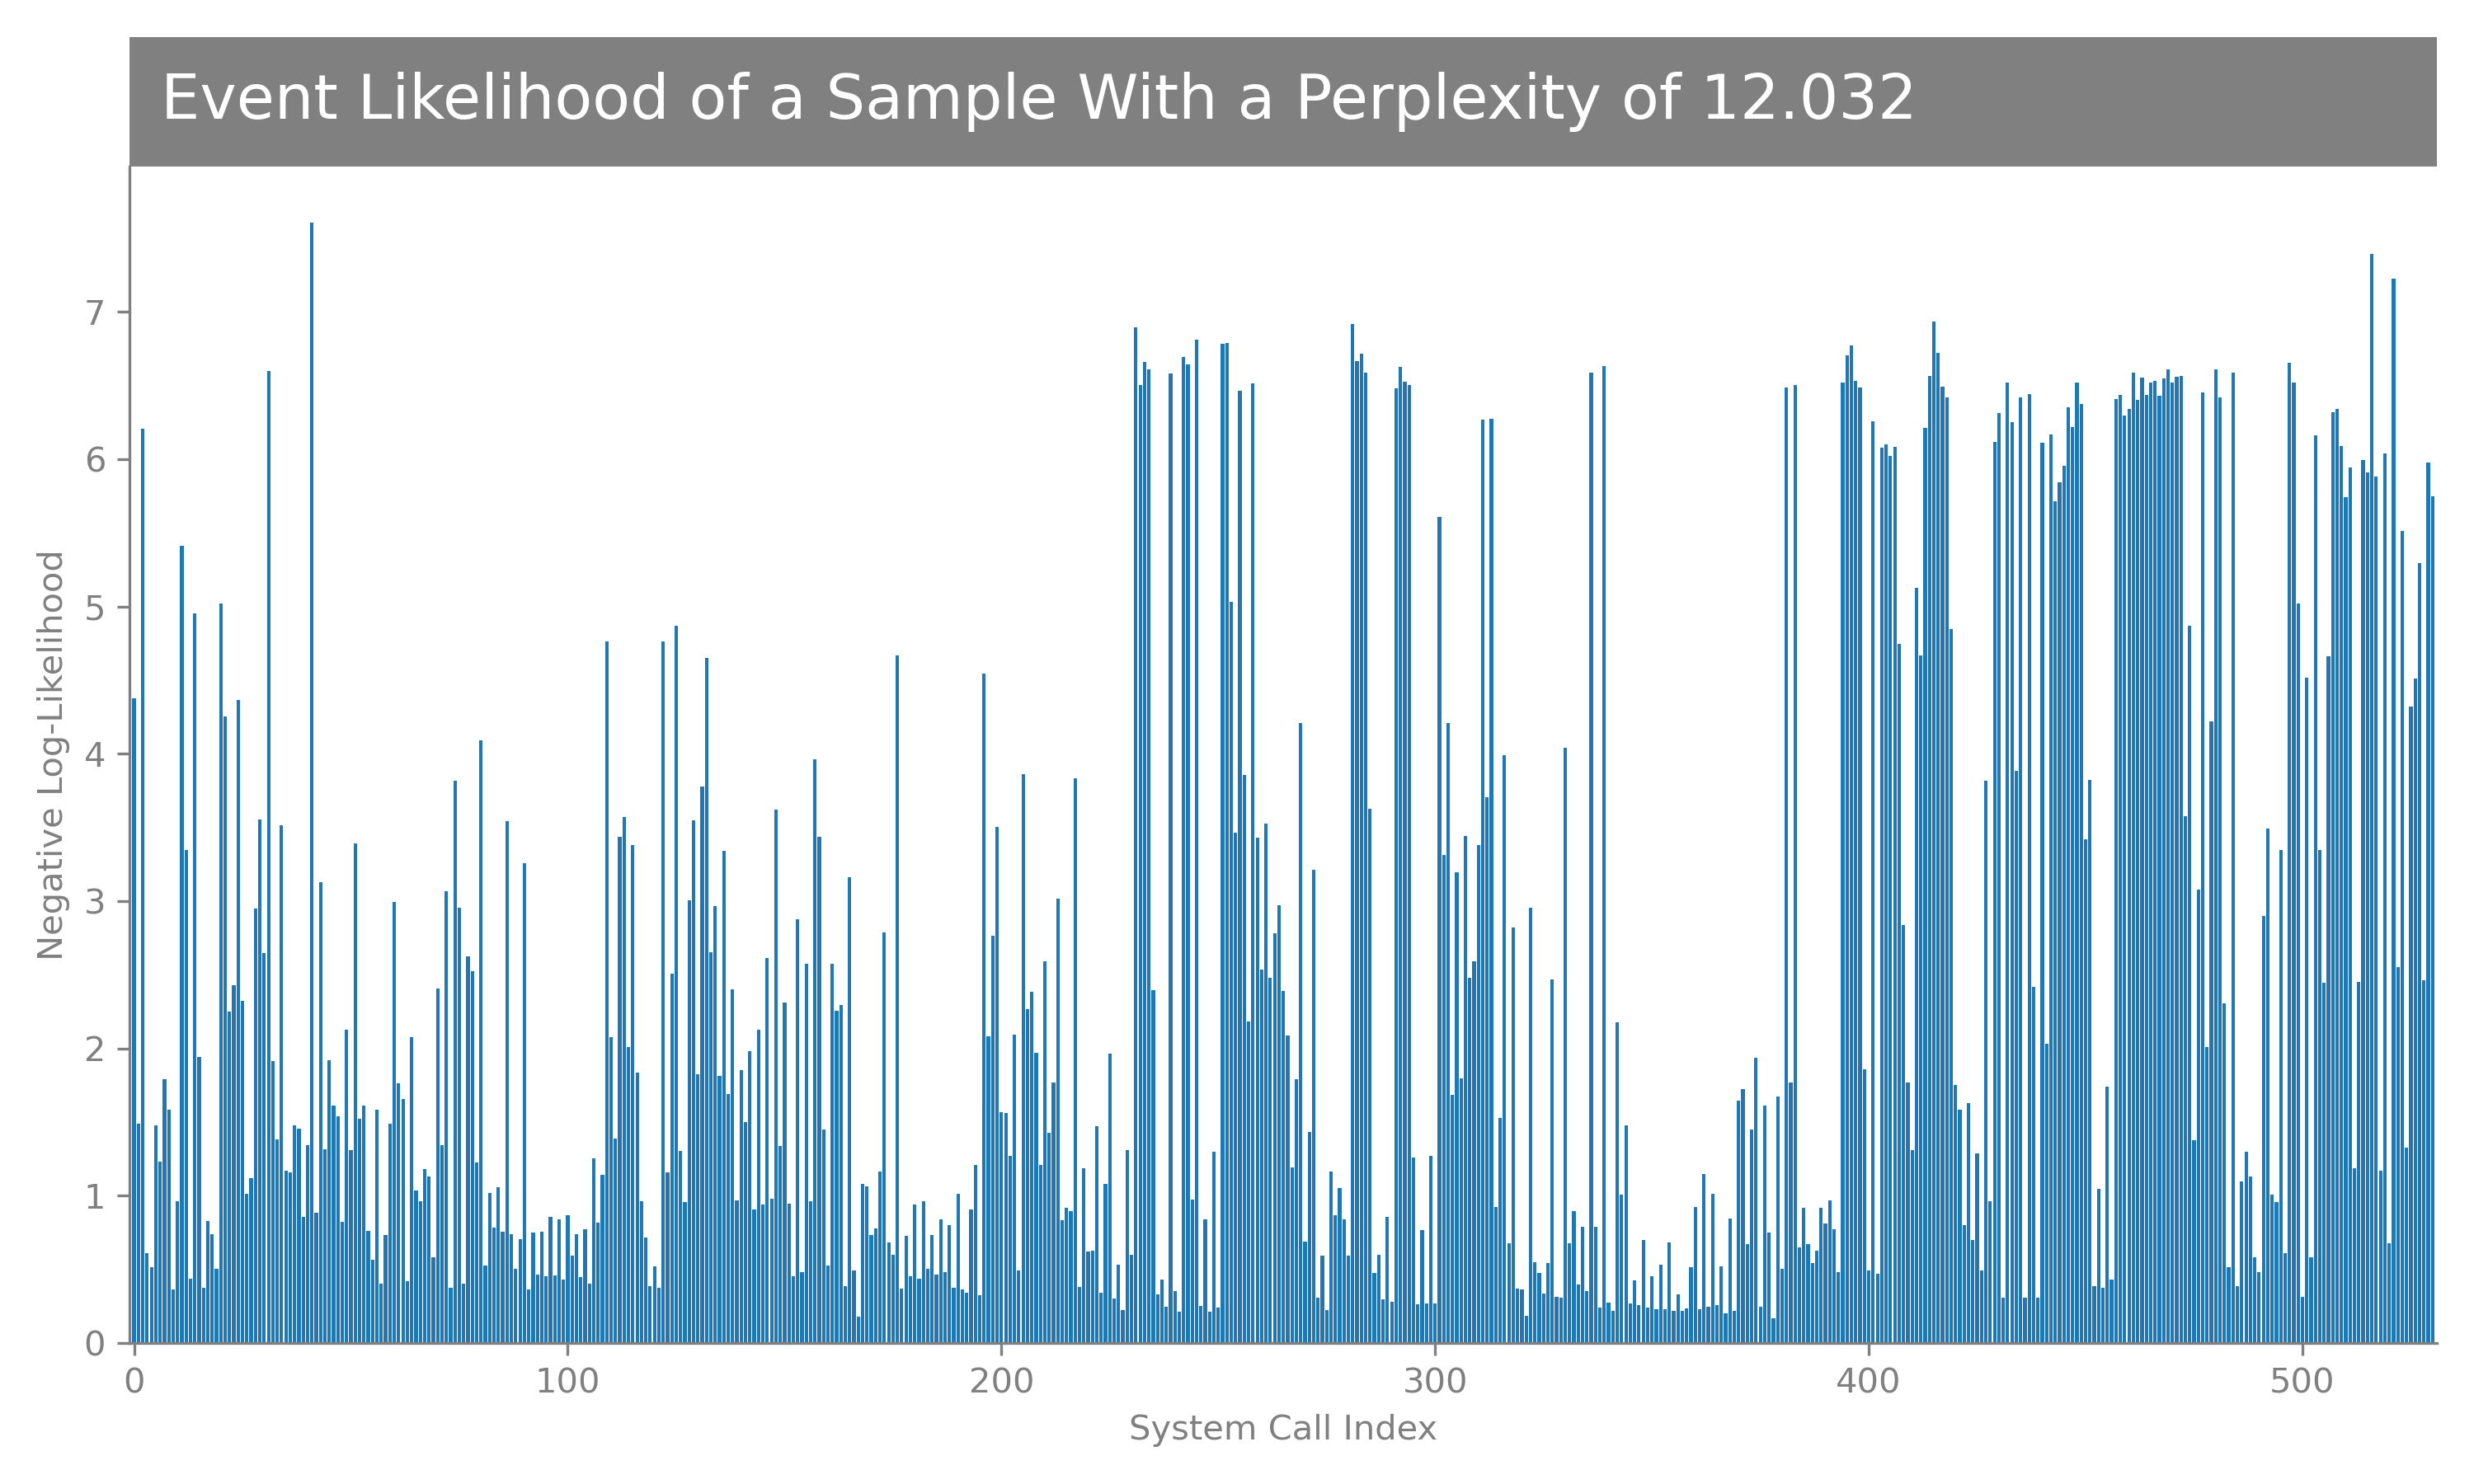 Event Likelihood of a Sample With a Perplexity of 12.032
Negative Log-Likelihood
7
6
5
4
3
2
1
0
0 100 200 300 400 500
System Call Index